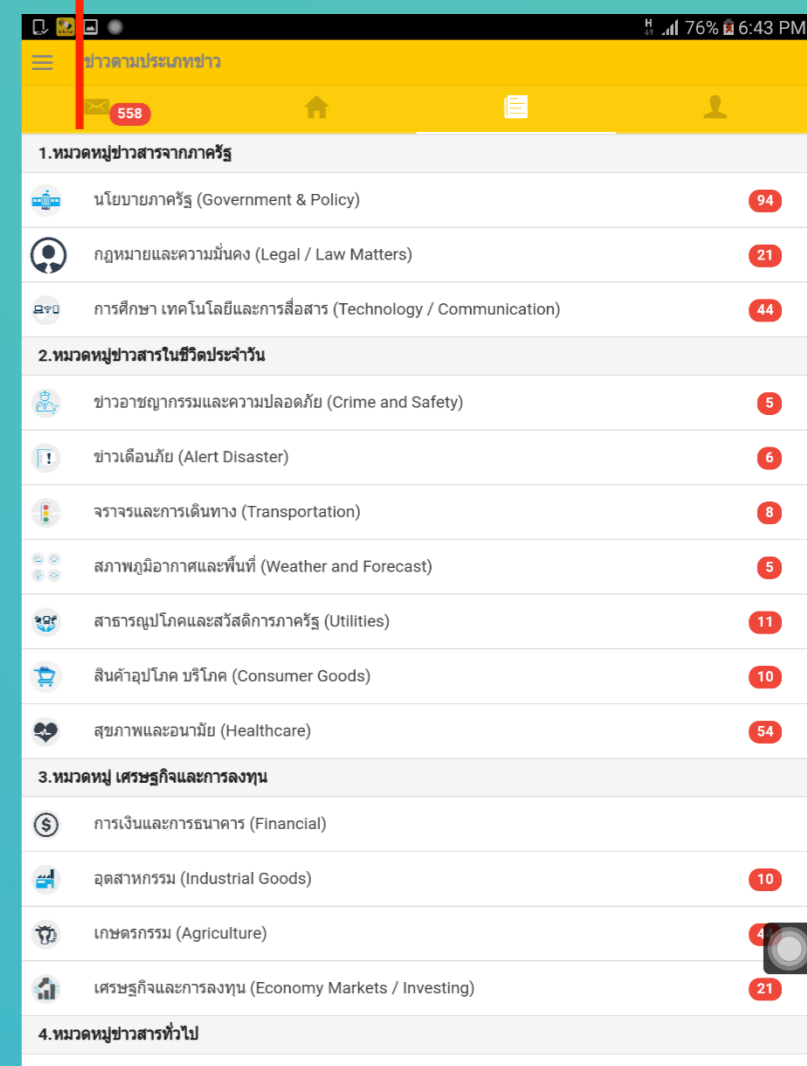 H 76% 6:43 PM
ข่าวตามประเภทข่าว
558
1.หมวดหมู่ข่าวสารจากภาครัฐ
นโยบายภาครัฐ (Government & Policy) 94
กฎหมายและความมั่นคง (Legal / Law Matters) 21
การศึกษา เทคโนโลยีและการสื่อสาร (Technology / Communication) 44
2.หมวดหมู่ข่าวสารในชีวิตประจำวัน
ข่าวอาชญากรรมและความปลอดภัย (Crime and Safety) 5
ข่าวเตือนภัย (Alert Disaster) 6
จราจรและการเดินทาง (Transportation) 8
สภาพภูมิอากาศและพื้นที่ (Weather and Forecast) 5
สาธารณูปโภคและสวัสดิการภาครัฐ (Utilities) 11
สินค้าอุปโภค บริโภค (Consumer Goods) 10
สุขภาพและอนามัย (Healthcare) 54
3.หมวดหมู่ เศรษฐกิจและการลงทุน
การเงินและการธนาคาร (Financial)
อุตสาหกรรม (Industrial Goods) 10
เกษตรกรรม (Agriculture)
เศรษฐกิจและการลงทุน (Economy Markets / Investing) 21
4.หมวดหมู่ข่าวสารทั่วไป